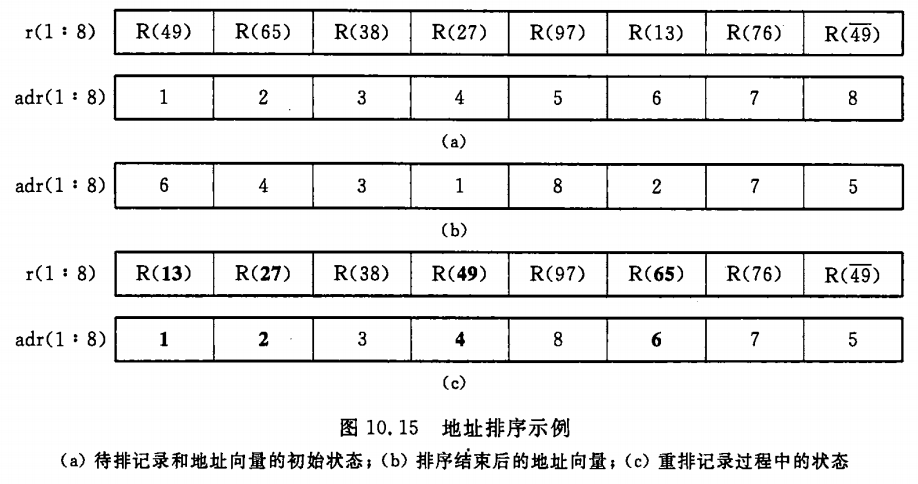 r(1:8) R(49) R(65) R(38) R(27) R(97) R(13) R(76) R(4̅9̅)
adr(1:8) 1 2 3 4 5 6 7 8
(a)
adr(1:8) 6 4 3 1 8 2 7 5
(b)
r(1:8) R(13) R(27) R(38) R(49) R(97) R(65) R(76) R(4̅9̅)
adr(1:8) 1 2 3 4 8 6 7 5
(c)
图 10.15 地址排序示例
(a) 待排记录和地址向量的初始状态;(b) 排序结束后的地址向量;(c) 重排记录过程中的状态